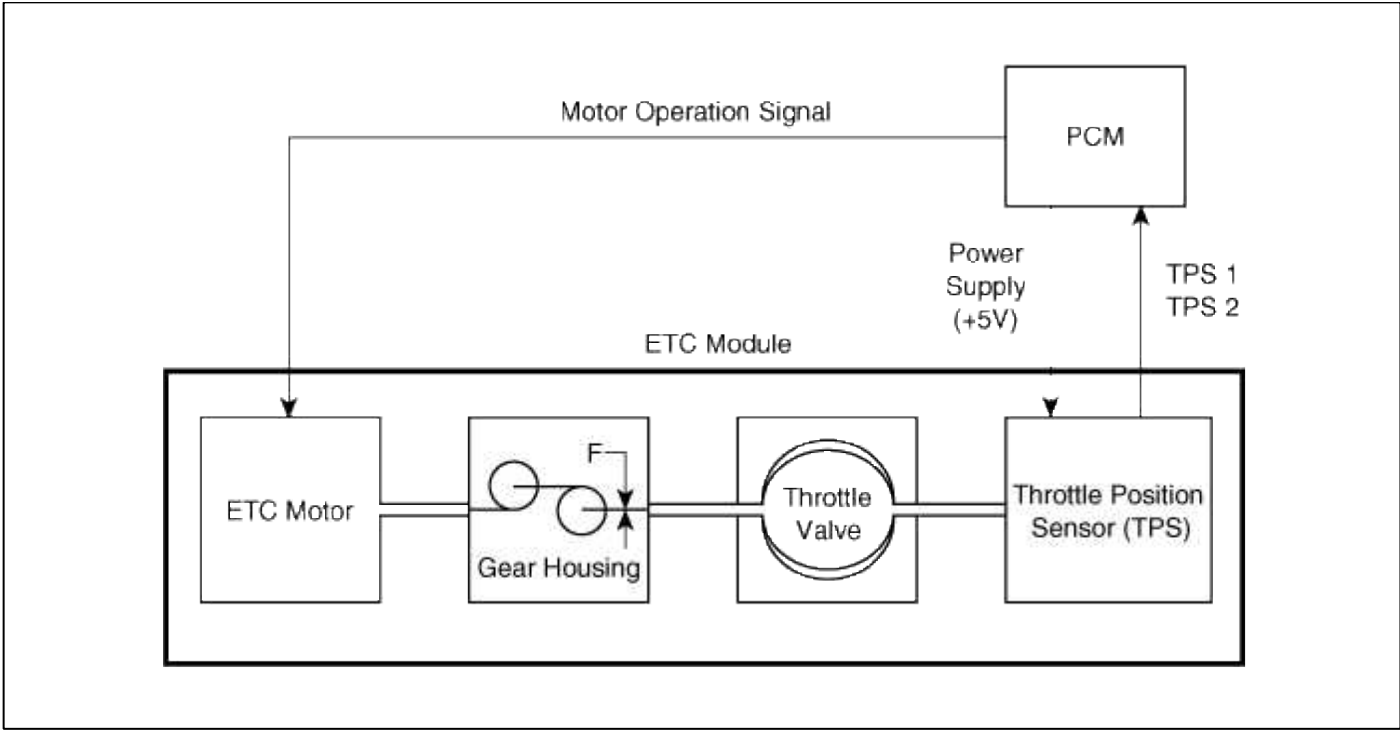 Motor Operation Signal
PCM
Power
Supply
(+5V)
TPS 1
TPS 2
ETC Module
ETC Motor
F
Gear Housing
Throttle
Valve
Throttle Position
Sensor (TPS)